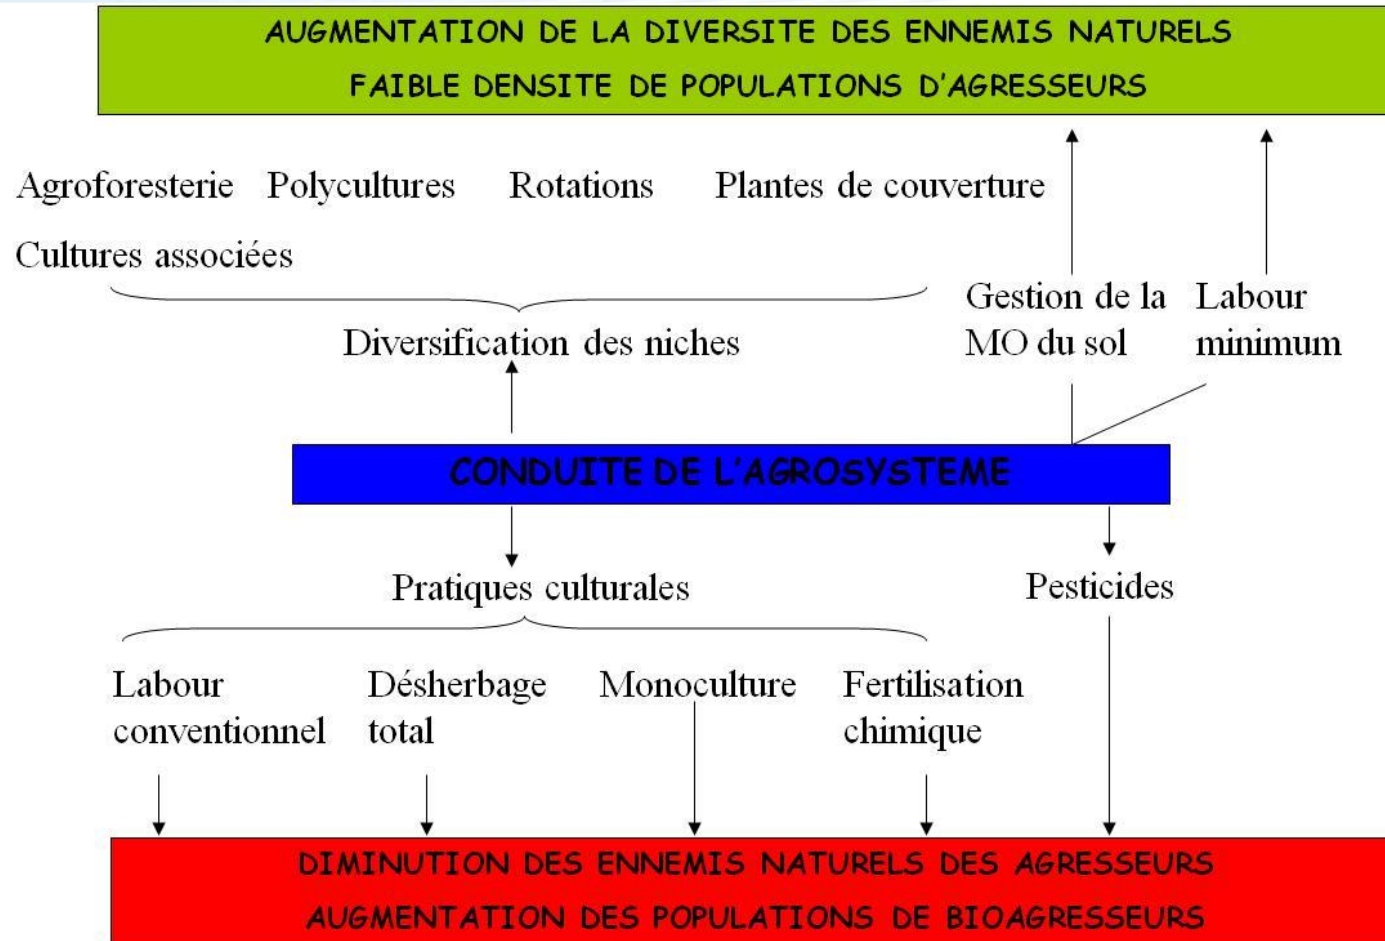 AUGMENTATION DE LA DIVERSITE DES ENNEMIS NATURELS
FAIBLE DENSITE DE POPULATIONS D'AGRESSEURS
Agroforesterie Polycultures Rotations Plantes de couverture
Cultures associées
Gestion de la
MO du sol
Labour
minimum
Diversification des niches
CONDUITE DE L'AGROSYSTEME
Pratiques culturales
Pesticides
Labour
conventionnel
Désherbage
total
Monoculture
Fertilisation
chimique
DIMINUTION DES ENNEMIS NATURELS DES AGRESSEURS
AUGMENTATION DES POPULATIONS DE BIOAGRESSEURS